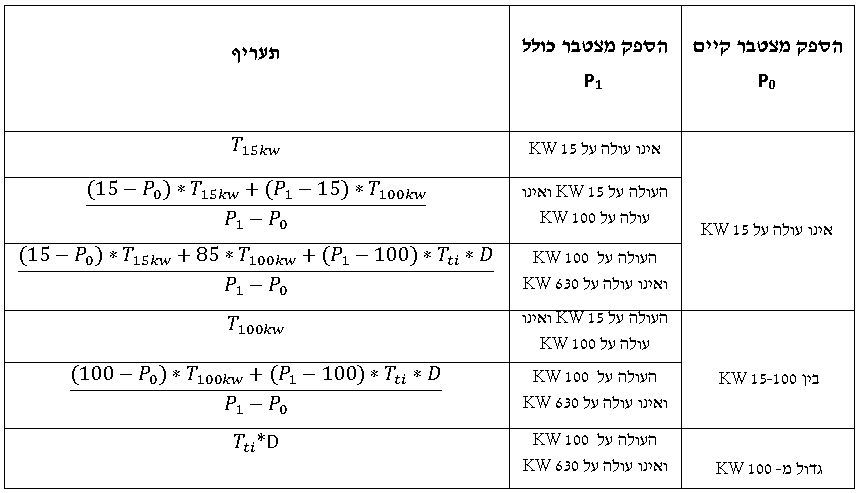 הספק מצטבר קיים
P₀
הספק מצטבר כולל
P₁
תעריף
אינו עולה על 15 KW
אינו עולה על 15 KW
T₁₅ₖw
העולה על 15 KW ואינו
עולה על 100 KW
(15 − P₀) * T₁₅ₖw + (P₁ − 15) * T₁₀₀ₖw
P₁ − P₀
העולה על 100 KW
ואינו עולה על 630 KW
(15 − P₀) * T₁₅ₖw + 85 * T₁₀₀ₖw + (P₁ − 100) * Tₜᵢ * D
P₁ − P₀
בין 15-100 KW
העולה על 15 KW ואינו
עולה על 100 KW
T₁₀₀ₖw
העולה על 100 KW
ואינו עולה על 630 KW
(100 − P₀) * T₁₀₀ₖw + (P₁ − 100) * Tₜᵢ * D
P₁ − P₀
גדול מ- 100 KW
העולה על 100 KW
ואינו עולה על 630 KW
Tₜᵢ*D